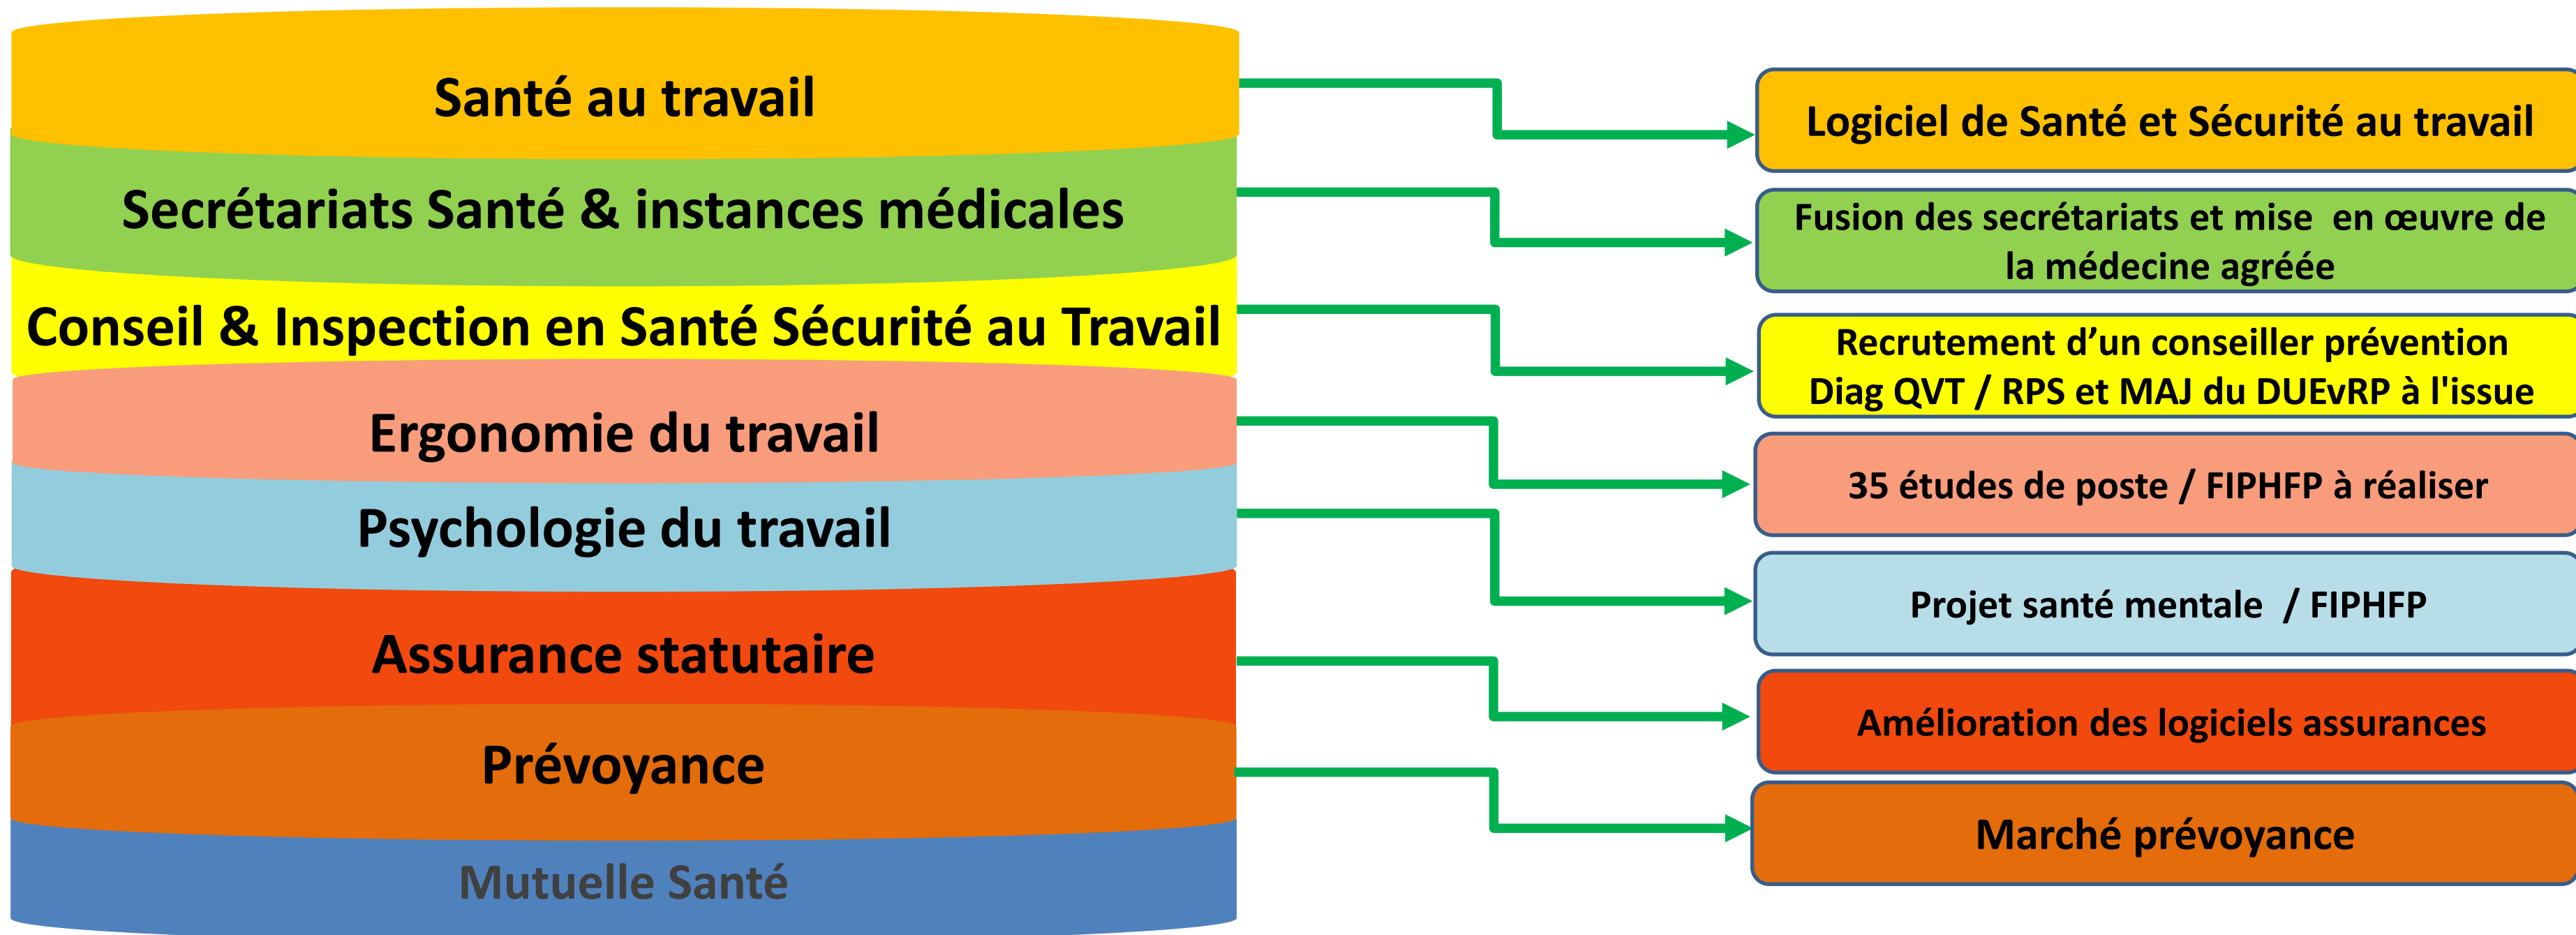 Santé au travail
Secrétariats Santé & instances médicales
Conseil & Inspection en Santé Sécurité au Travail
Ergonomie du travail
Psychologie du travail
Assurance statutaire
Prévoyance
Mutuelle Santé
Logiciel de Santé et Sécurité au travail
Fusion des secrétariats et mise en œuvre de
la médecine agréée
Recrutement d’un conseiller prévention
Diag QVT / RPS et MAJ du DUEvRP à l'issue
35 études de poste / FIPHFP à réaliser
Projet santé mentale / FIPHFP
Amélioration des logiciels assurances
Marché prévoyance